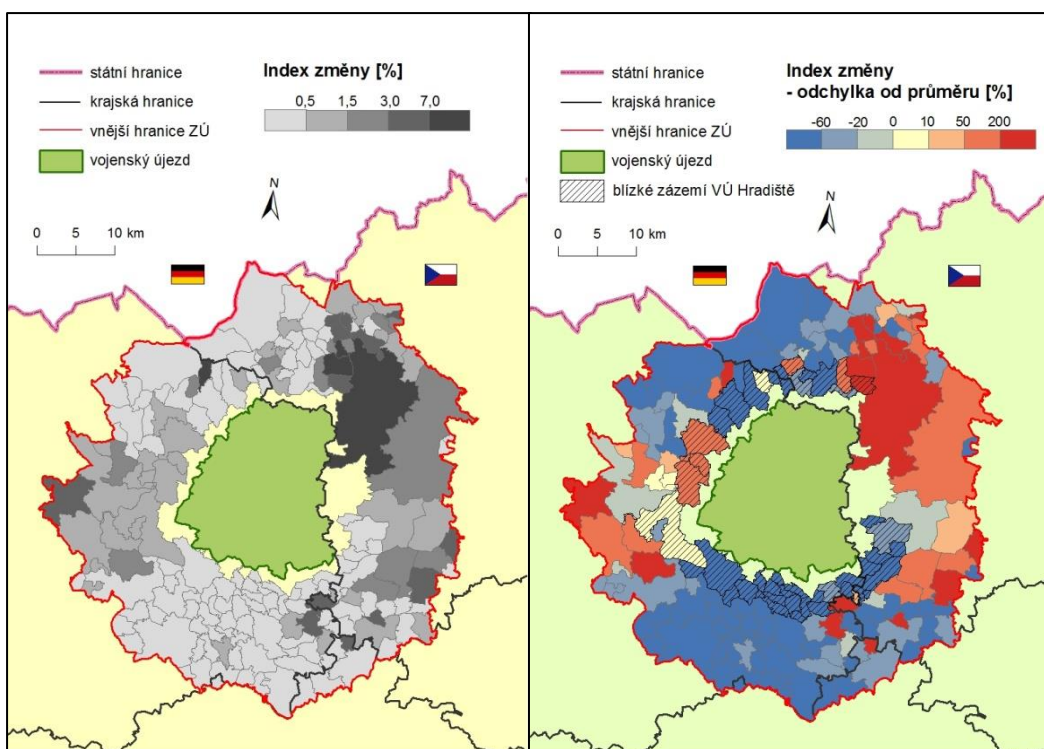 státní hranice
krajská hranice
vnější hranice ZÚ
vojenský újezd
Index změny [%]
0,5 1,5 3,0 7,0
N
0 5 10 km
státní hranice
krajská hranice
vnější hranice ZÚ
vojenský újezd
blízké zázemí VÚ Hradiště
Index změny
- odchylka od průměru [%]
-60 -20 0 10 50 200
N
0 5 10 km